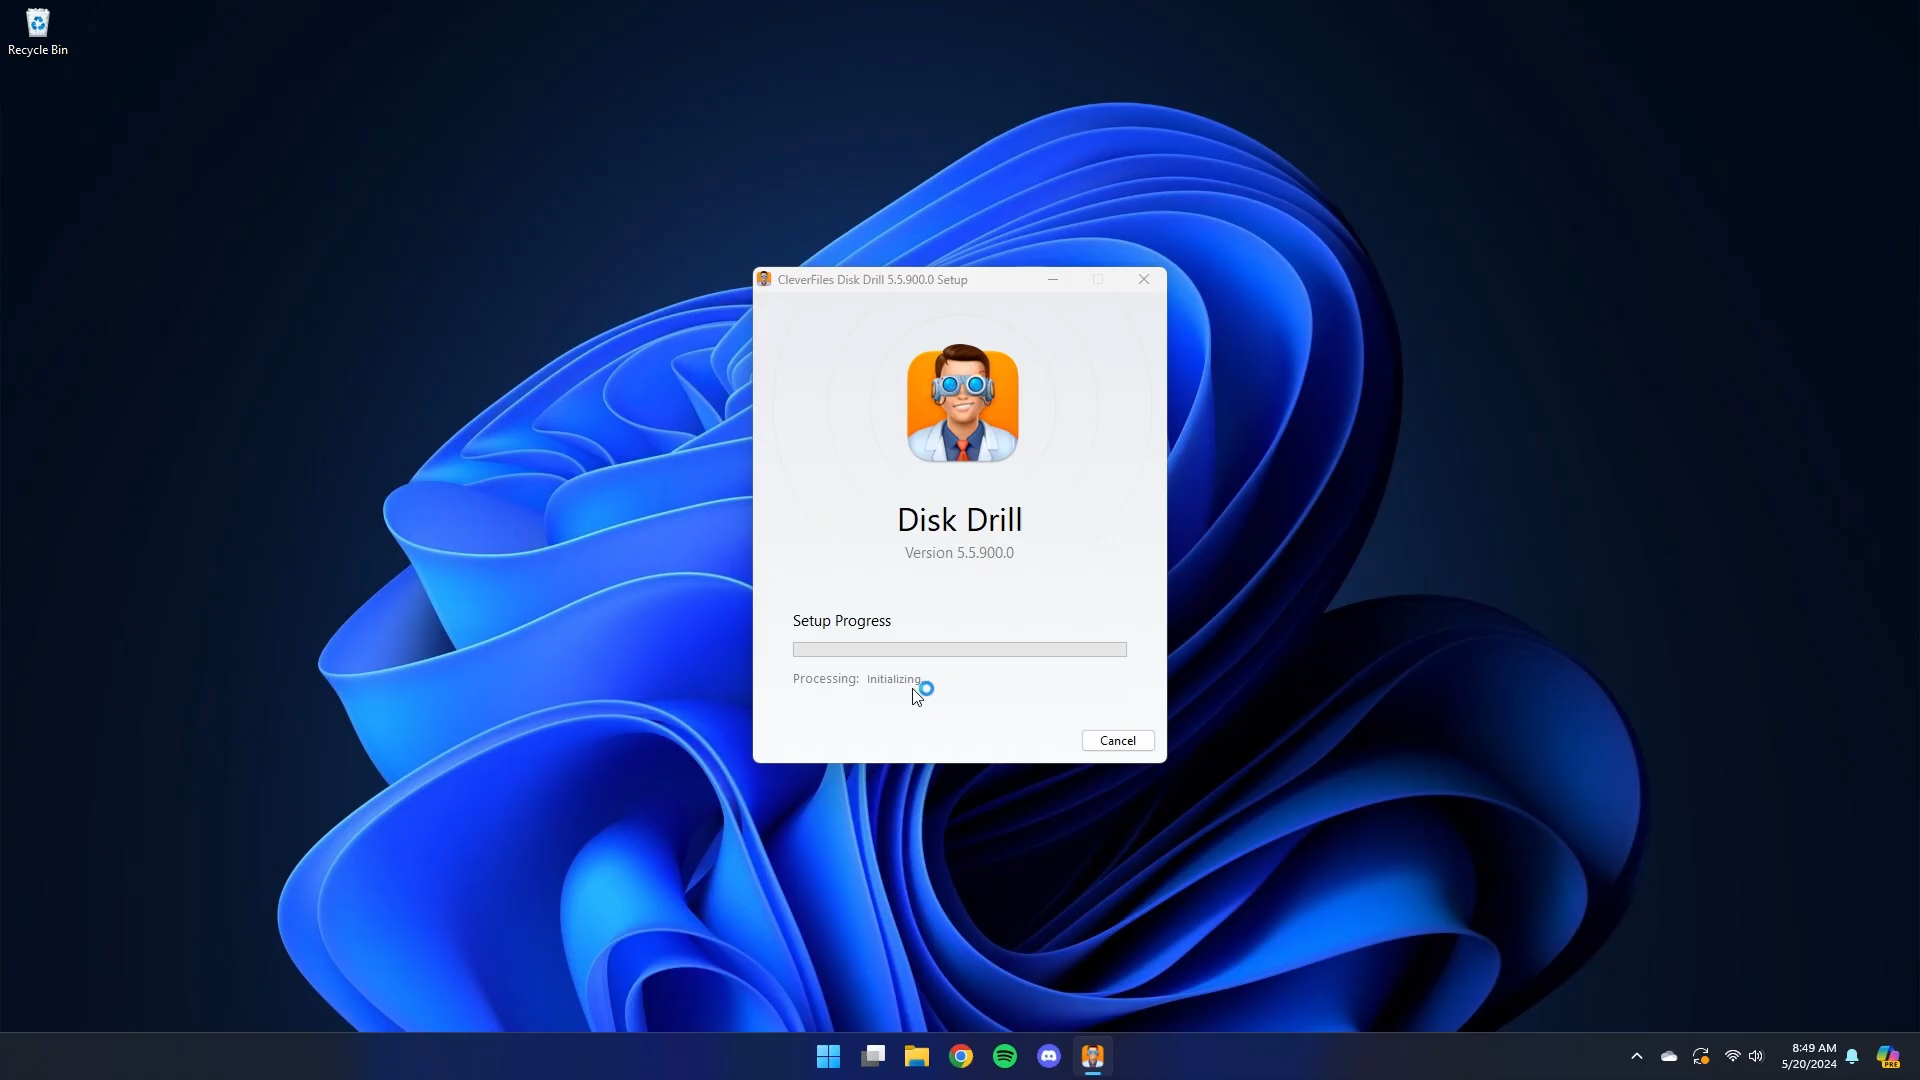 Recycle Bin
CleverFiles Disk Drill 5.5.900.0 Setup
Disk Drill
Version 5.5.900.0
Setup Progress
Processing: Initializing
Cancel
8:49 AM
5/20/2024
PRE